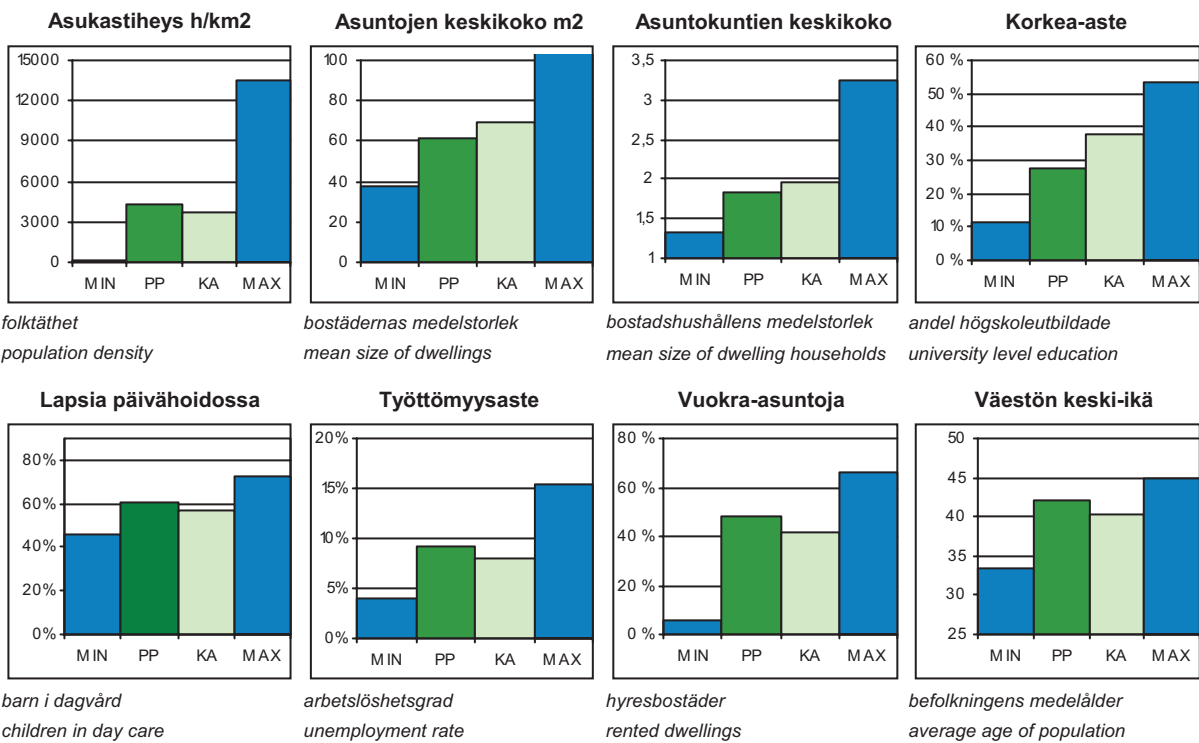 Asukastiheys h/km2
15000
12000
9000
6000
3000
0
MIN PP KA MAX
folktäthet
population density
Asuntojen keskikoko m2
100
80
60
40
20
0
MIN PP KA MAX
bostädernas medelstorlek
mean size of dwellings
Asuntokuntien keskikoko
3,5
3
2,5
2
1,5
1
MIN PP KA MAX
bostadshushållens medelstorlek
mean size of dwelling households
Korkea-aste
60 %
50 %
40 %
30 %
20 %
10 %
0 %
MIN PP KA MAX
andel högskoleutbildade
university level education
Lapsia päivähoidossa
80%
60%
40%
20%
0%
MIN PP KA MAX
barn i dagvård
children in day care
Työttömyysaste
20%
15%
10%
5%
0%
MIN PP KA MAX
arbetslöshetsgrad
unemployment rate
Vuokra-asuntoja
80 %
60 %
40 %
20 %
0 %
MIN PP KA MAX
hyresbostäder
rented dwellings
Väestön keski-ikä
50
45
40
35
30
25
MIN PP KA MAX
befolkningens medelålder
average age of population